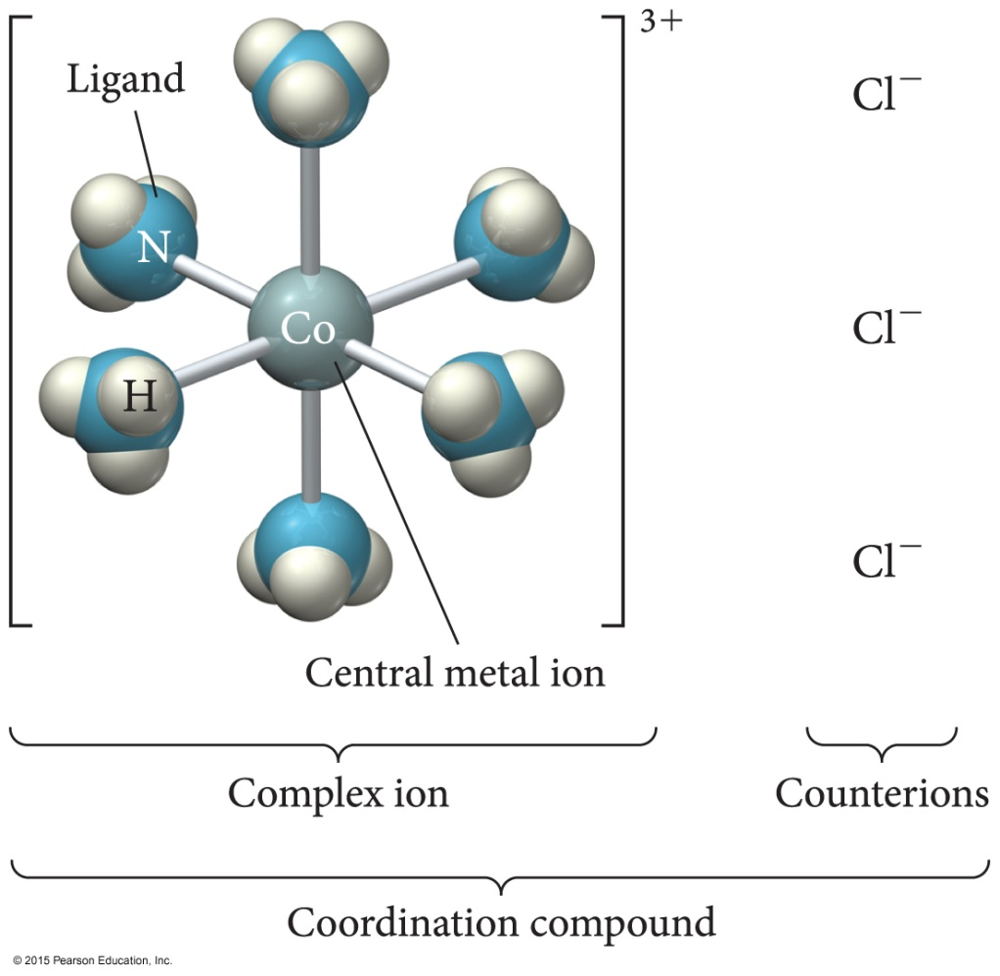 3+
Ligand
Cl−
N
Co
Cl−
H
Cl−
Central metal ion
Complex ion
Counterions
Coordination compound
© 2015 Pearson Education, Inc.